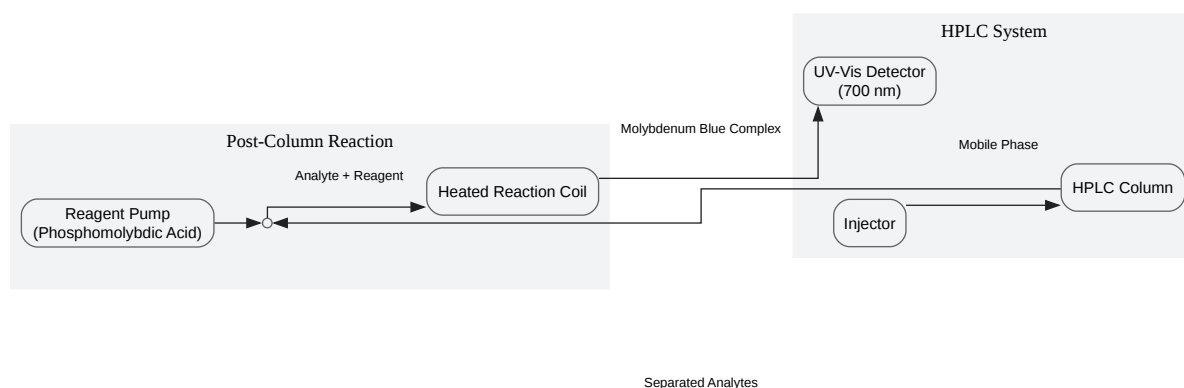 HPLC System
UV-Vis Detector
(700 nm)
Molybdenum Blue Complex
Post-Column Reaction
Mobile Phase
Analyte + Reagent
Heated Reaction Coil
HPLC Column
Reagent Pump
(Phosphomolybdic Acid)
Injector
Separated Analytes